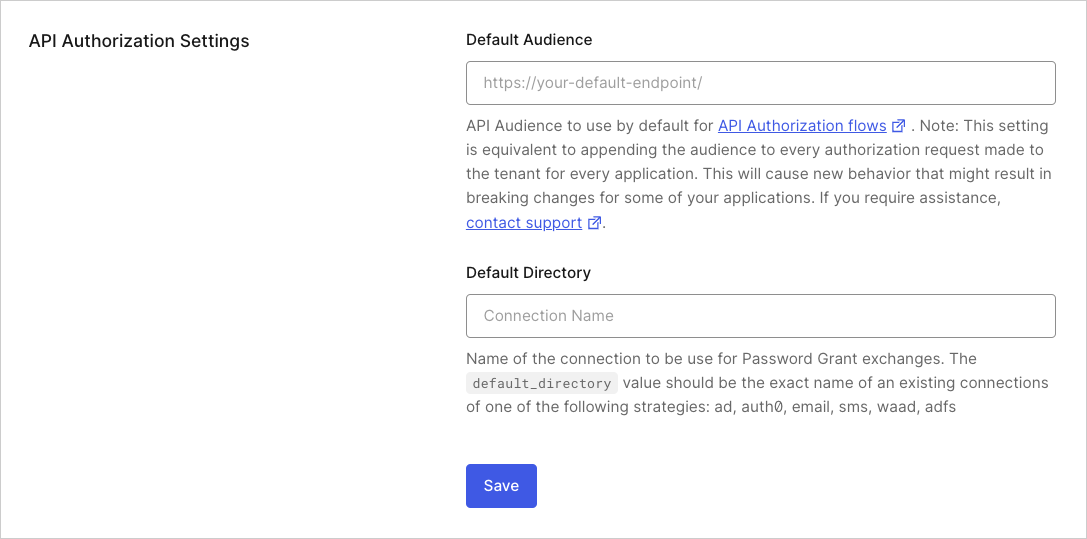 API Authorization Settings
Default Audience
https://your-default-endpoint/
API Audience to use by default for API Authorization flows . Note: This setting
is equivalent to appending the audience to every authorization request made to
the tenant for every application. This will cause new behavior that might result in
breaking changes for some of your applications. If you require assistance,
contact support .
Default Directory
Connection Name
Name of the connection to be use for Password Grant exchanges. The
default_directory value should be the exact name of an existing connections
of one of the following strategies: ad, auth0, email, sms, waad, adfs
Save